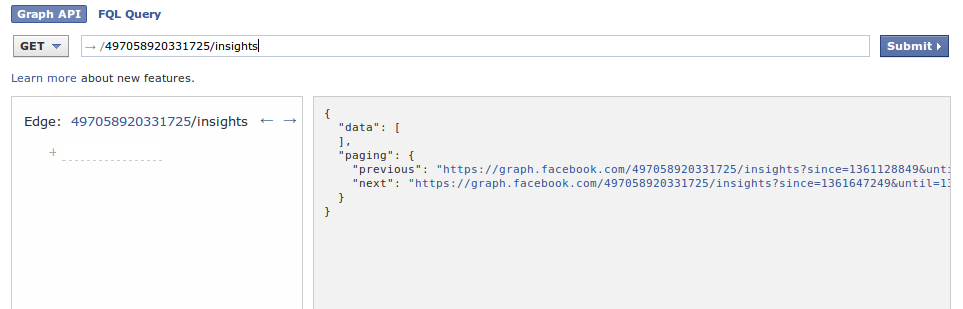 Graph API FQL Query
GET → /497058920331725/insights Submit
Learn more about new features.
Edge: 497058920331725/insights ← →
+
{
"data": [
],
"paging": {
"previous": "https://graph.facebook.com/497058920331725/insights?since=1361128849&unti
"next": "https://graph.facebook.com/497058920331725/insights?since=1361647249&until=13
}
}